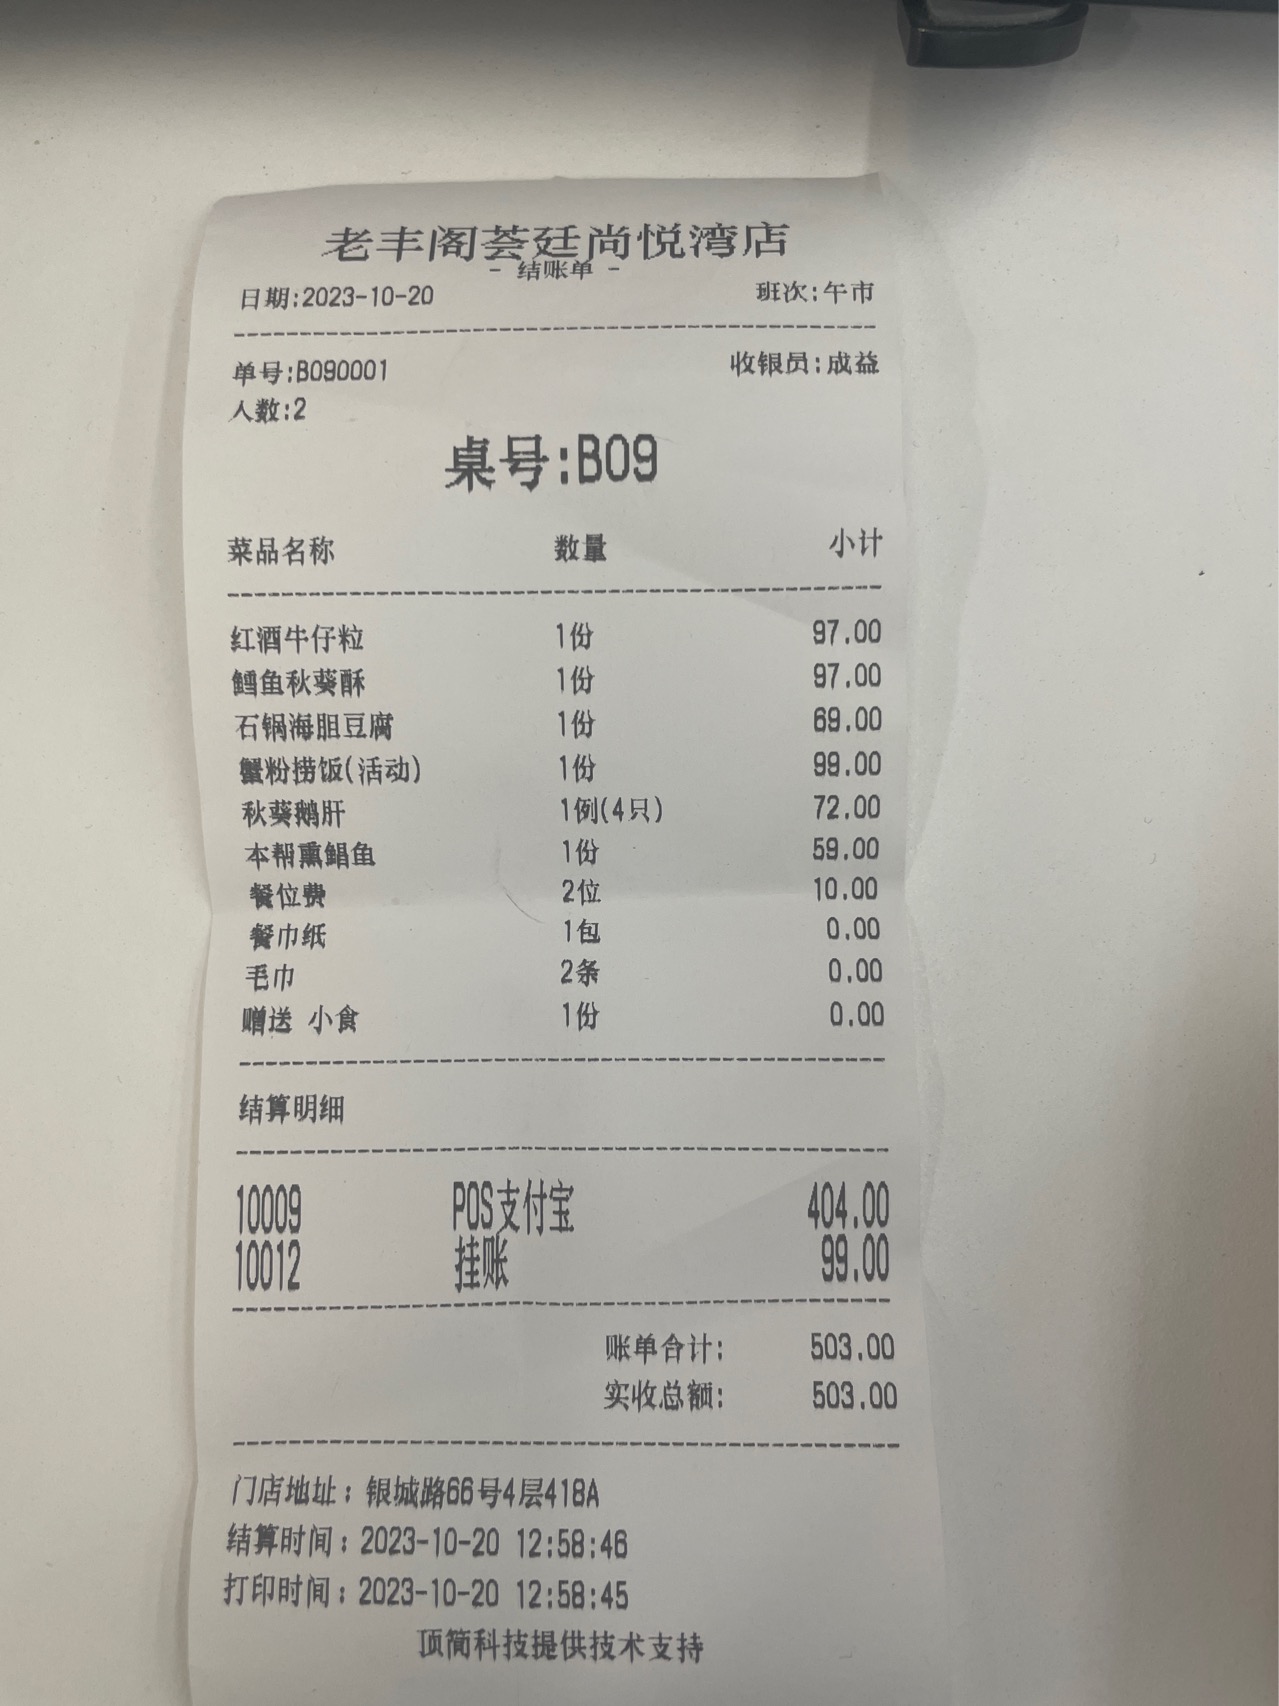 老丰阁荟廷尚悦湾店
- 结账单 -
日期:2023-10-20 班次:午市
单号:B090001 收银员:成益
人数:2
桌号:B09
菜品名称 数量 小计
红酒牛仔粒 1份 97.00
鳕鱼秋葵酥 1份 97.00
石锅海胆豆腐 1份 69.00
蟹粉捞饭(活动) 1份 99.00
秋葵鹅肝 1例(4只) 72.00
本帮熏鲳鱼 1份 59.00
餐位费 2位 10.00
餐巾纸 1包 0.00
毛巾 2条 0.00
赠送 小食 1份 0.00
结算明细
10009 POS支付宝 404.00
10012 挂账 99.00
账单合计: 503.00
实收总额: 503.00
门店地址：银城路66号4层418A
结算时间：2023-10-20 12:58:46
打印时间：2023-10-20 12:58:45
顶简科技提供技术支持